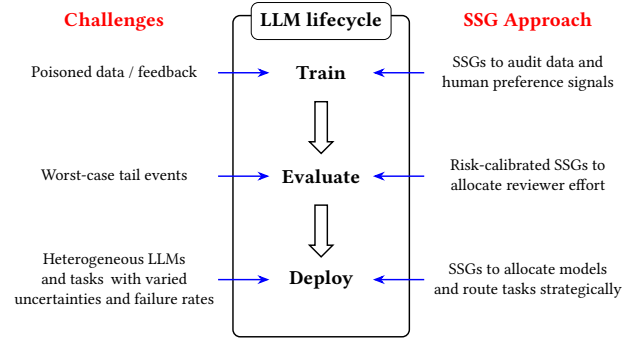 Challenges
LLM lifecycle
SSG Approach
Poisoned data / feedback
Train
SSGs to audit data and
human preference signals
Worst-case tail events
Evaluate
Risk-calibrated SSGs to
allocate reviewer effort
Heterogeneous LLMs
and tasks with varied
uncertainties and failure rates
Deploy
SSGs to allocate models
and route tasks strategically